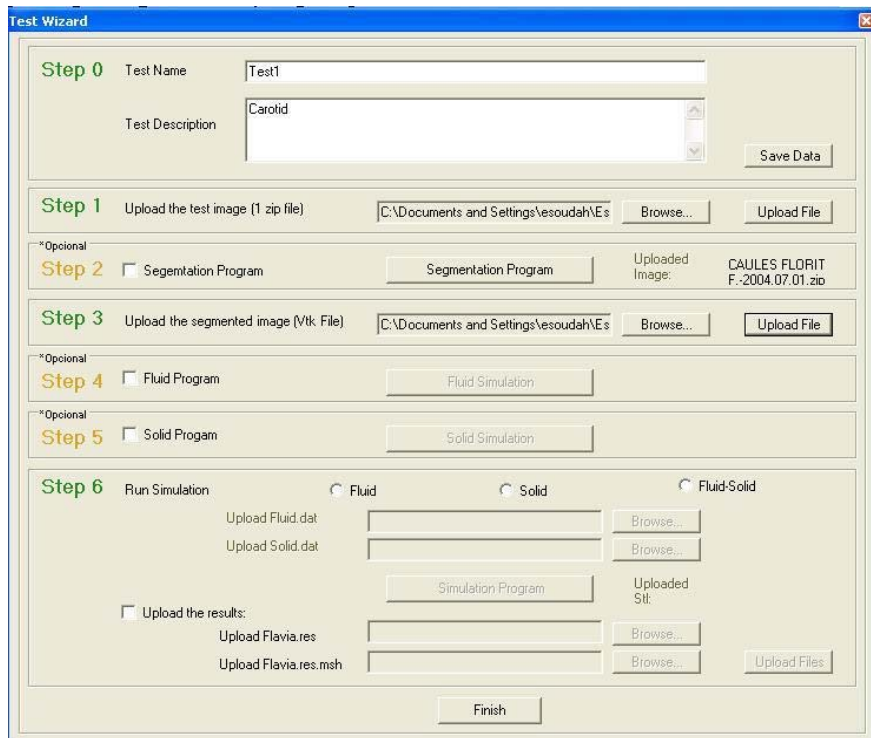 Test Wizard
Step 0 Test Name Test1
Test Description Carotid
Save Data
Step 1 Upload the test image (1 zip file) C:\Documents and Settings\esoudah\Es Browse... Upload File
*Opcional
Step 2 Segemtation Program Segmentation Program Uploaded Image: CAULES FLORIT F.-2004.07.01.zip
Step 3 Upload the segmented image (Vtk File) C:\Documents and Settings\esoudah\Es Browse... Upload File
*Opcional
Step 4 Fluid Program Fluid Simulation
*Opcional
Step 5 Solid Progam Solid Simulation
Step 6 Run Simulation Fluid Solid Fluid-Solid
Upload Fluid.dat Browse...
Upload Solid.dat Browse...
Simulation Program Uploaded Stl:
Upload the results:
Upload Flavia.res Browse...
Upload Flavia.res.msh Browse... Upload Files
Finish